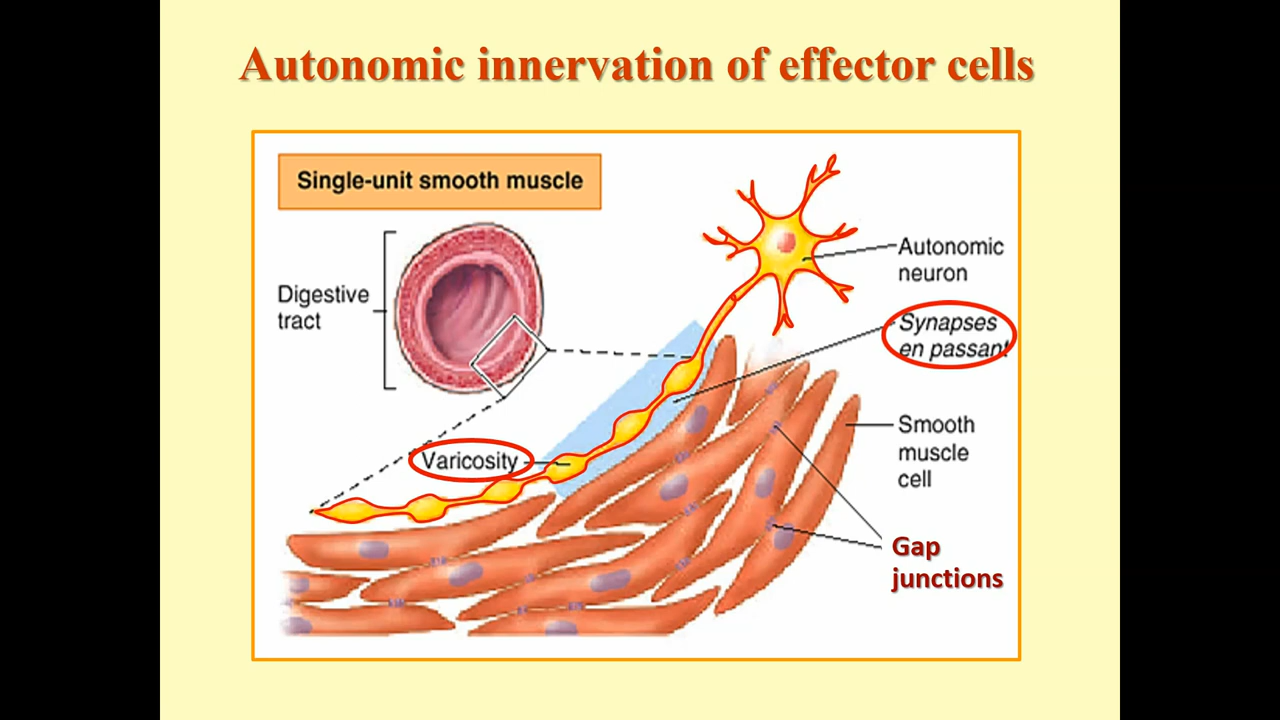 Autonomic innervation of effector cells
Single-unit smooth muscle
Digestive
tract
Autonomic
neuron
Synapses
en passant
Varicosity
Smooth
muscle
cell
Gap
junctions